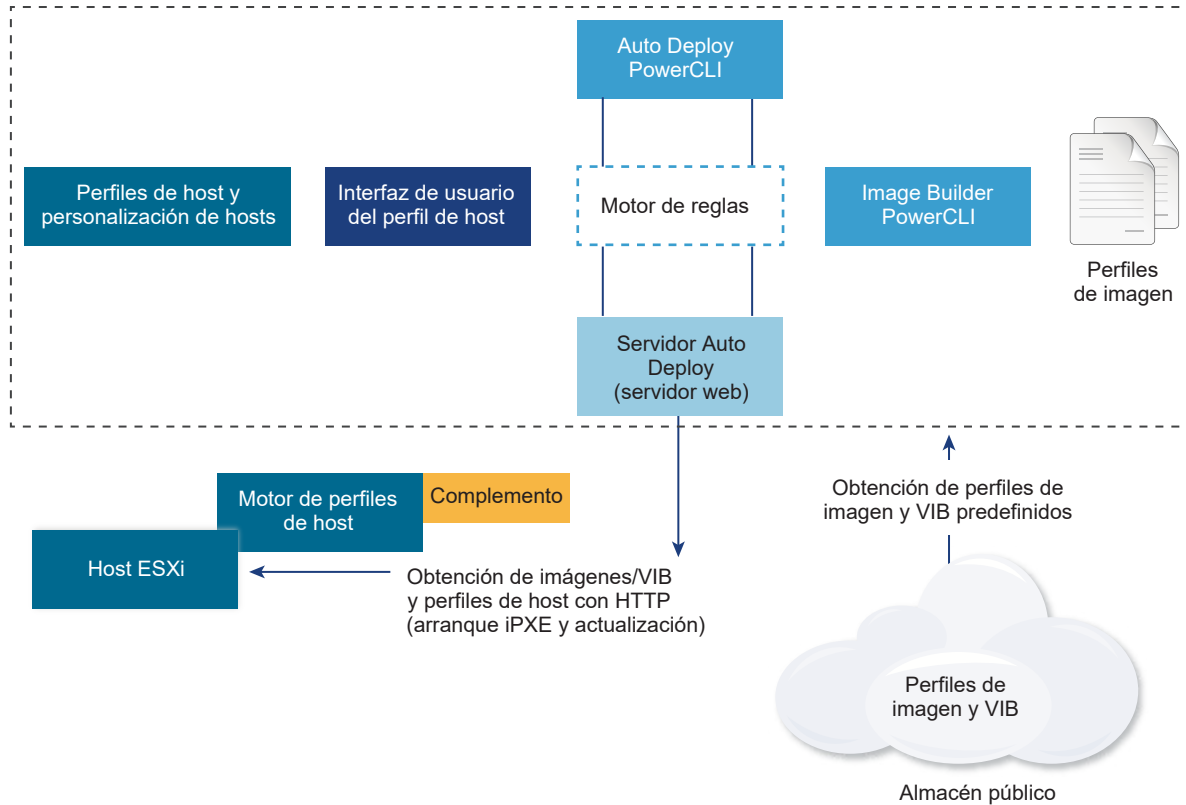 Auto Deploy
PowerCLI
Perfiles de host y
personalización de hosts
Interfaz de usuario
del perfil de host
Motor de reglas
Image Builder
PowerCLI
Perfiles
de imagen
Servidor Auto
Deploy
(servidor web)
Motor de perfiles
de host
Complemento
Host ESXi
Obtención de imágenes/VIB
y perfiles de host con HTTP
(arranque iPXE y actualización)
Obtención de perfiles de
imagen y VIB predefinidos
Perfiles de
imagen y VIB
Almacén público